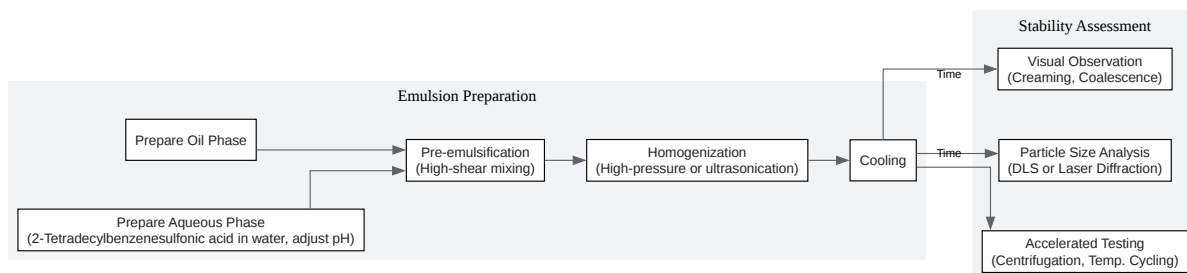 Stability Assessment
Visual Observation
(Creaming, Coalescence)
Time
Emulsion Preparation
Prepare Oil Phase
Pre-emulsification
(High-shear mixing)
Homogenization
(High-pressure or ultrasonication)
Cooling
Time
Particle Size Analysis
(DLS or Laser Diffraction)
Prepare Aqueous Phase
(2-Tetradecylbenzenesulfonic acid in water, adjust pH)
Accelerated Testing
(Centrifugation, Temp. Cycling)